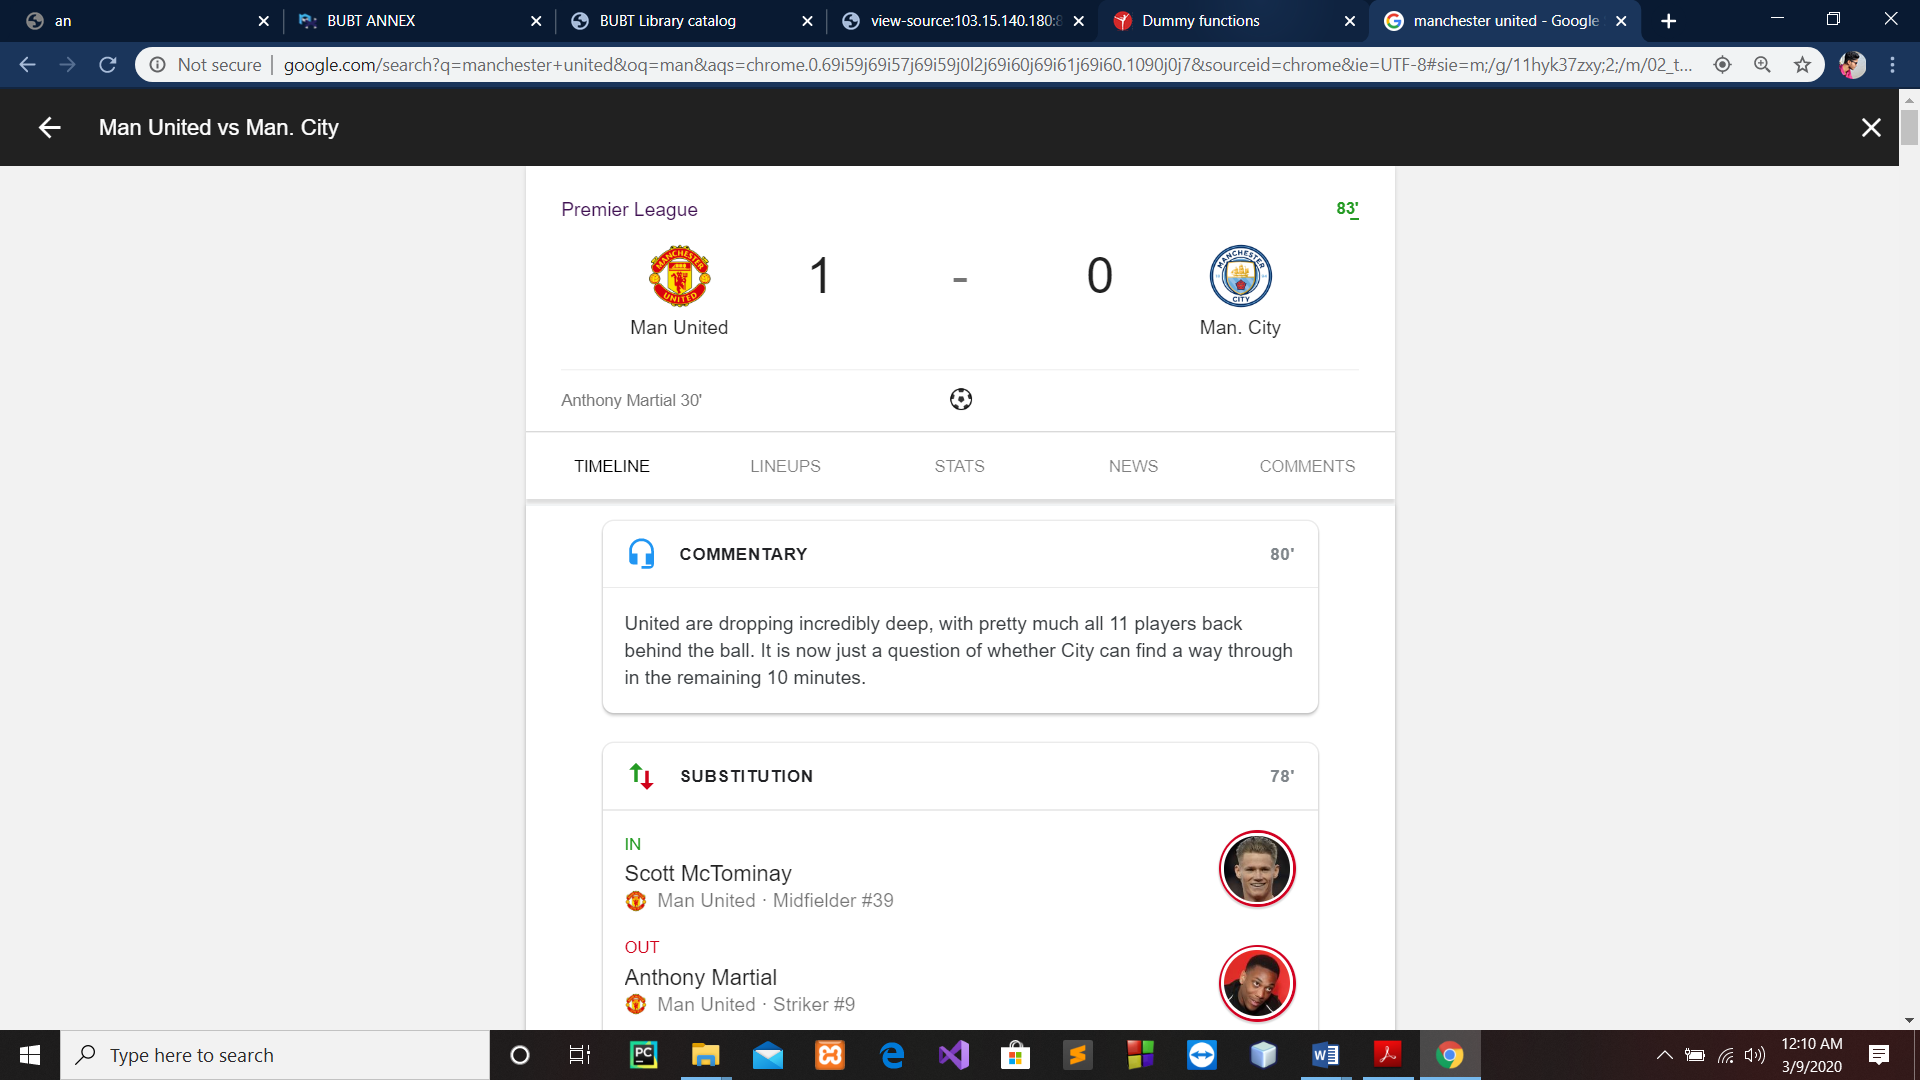 an
BUBT ANNEX
BUBT Library catalog
view-source:103.15.140.180:8
Dummy functions
manchester united - Google
Not secure
google.com/search?q=manchester+united&oq=man&aqs=chrome.0.69i59j69i57j69i59j0l2j69i60j69i61j69i60.1090j0j7&sourceid=chrome&ie=UTF-8#sie=m;/g/11hyk37zxy;2;/m/02_t...
Man United vs Man. City
Premier League
83'
MANCHESTER UNITED
1 - 0
MANCHESTER CITY
Man United
Man. City
Anthony Martial 30'
TIMELINE
LINEUPS
STATS
NEWS
COMMENTS
COMMENTARY
80'
United are dropping incredibly deep, with pretty much all 11 players back
behind the ball. It is now just a question of whether City can find a way through
in the remaining 10 minutes.
SUBSTITUTION
78'
IN
Scott McTominay
Man United · Midfielder #39
OUT
Anthony Martial
Man United · Striker #9
Type here to search
PC
12:10 AM
3/9/2020